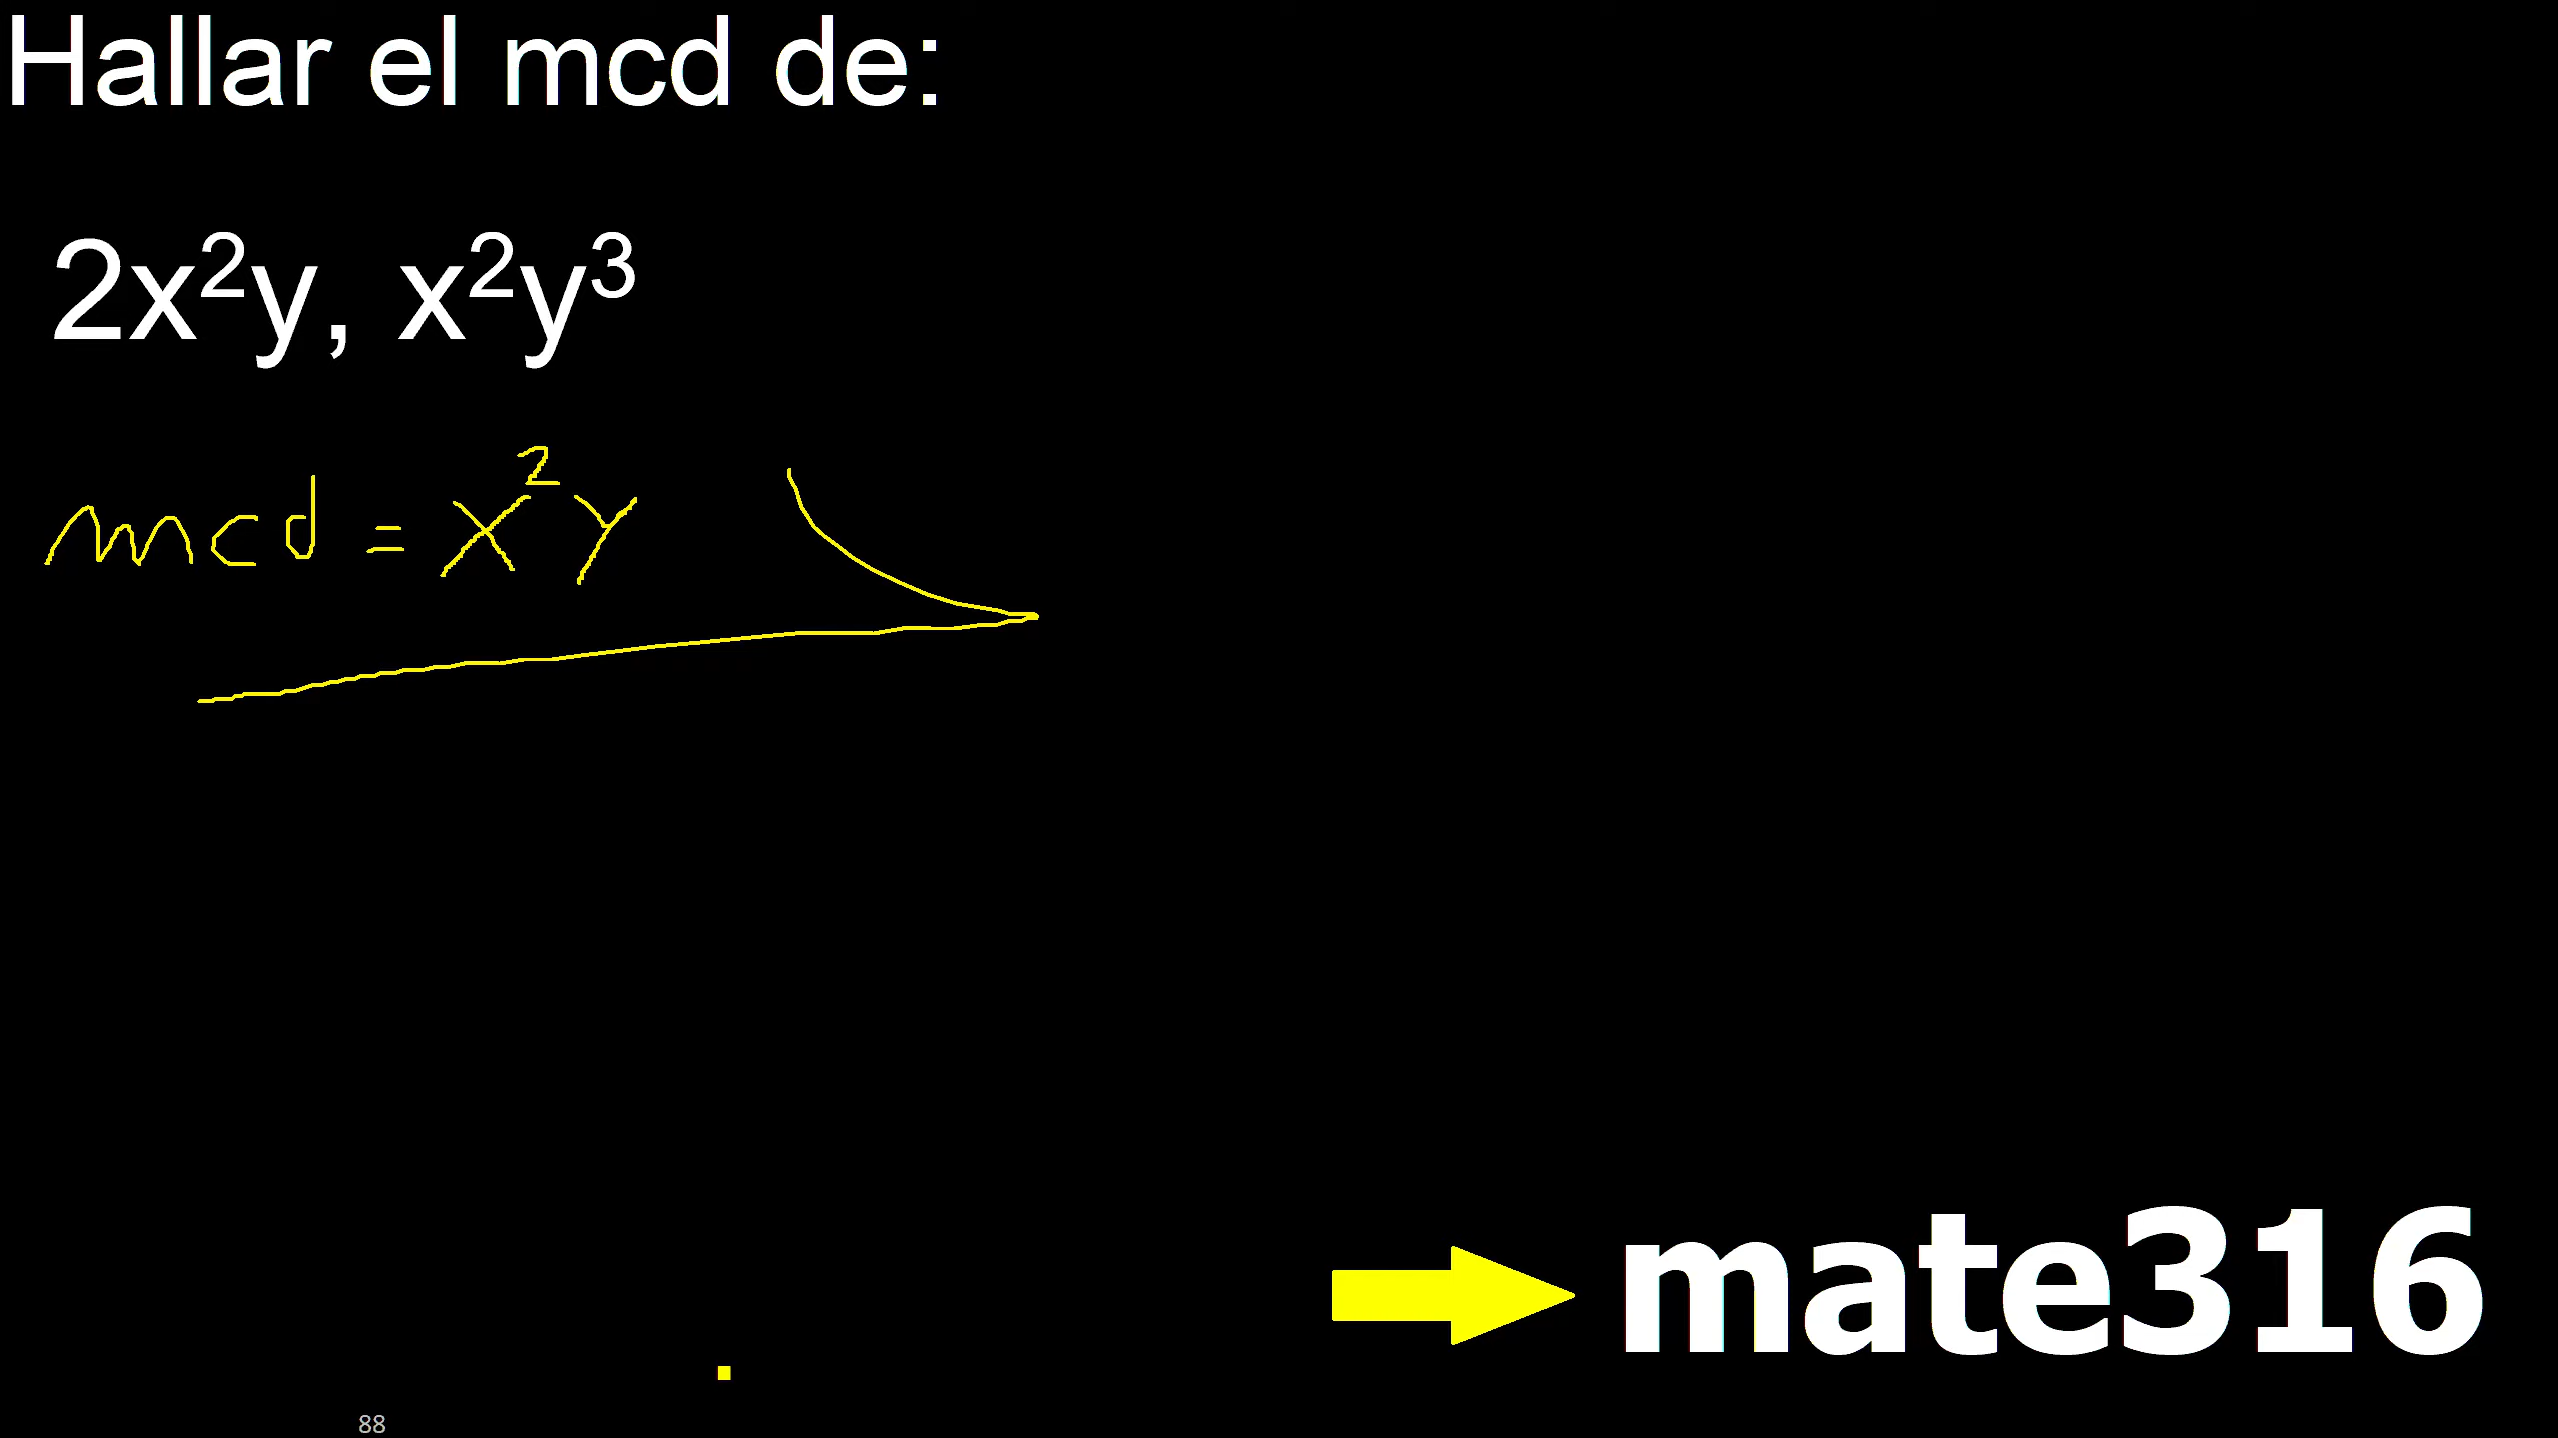 Hallar el mcd de:
2x²y, x²y³
mcd = x²y
mate316
88